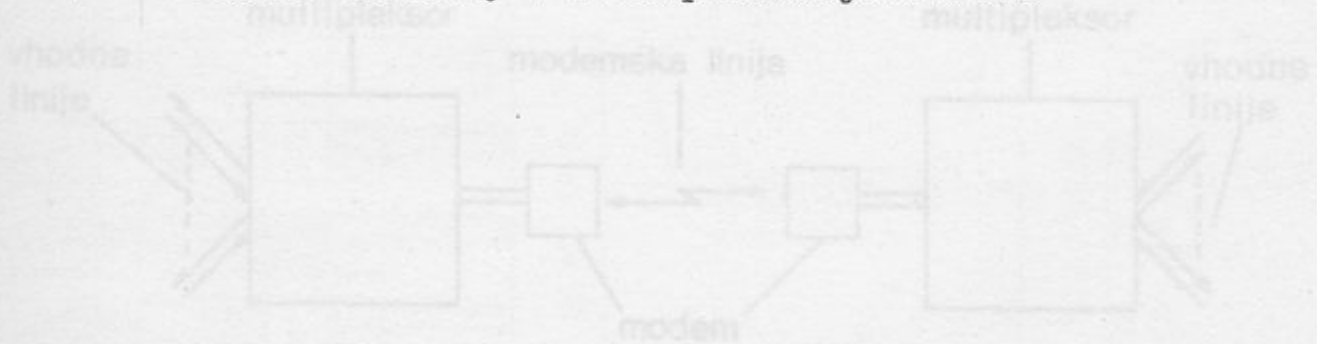 multipleksor
multipleksor
vhodne
linije
modemska linija
vhodne
linije
modem